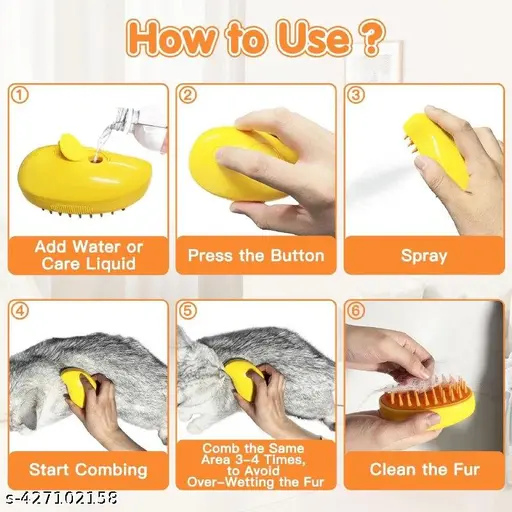 How to Use ?
1
Add Water or
Care Liquid
2
Press the Button
3
Spray
4
Start Combing
5
Comb the Same
Area 3-4 Times,
to Avoid
Over-Wetting the Fur
6
Clean the Fur
s-427102158